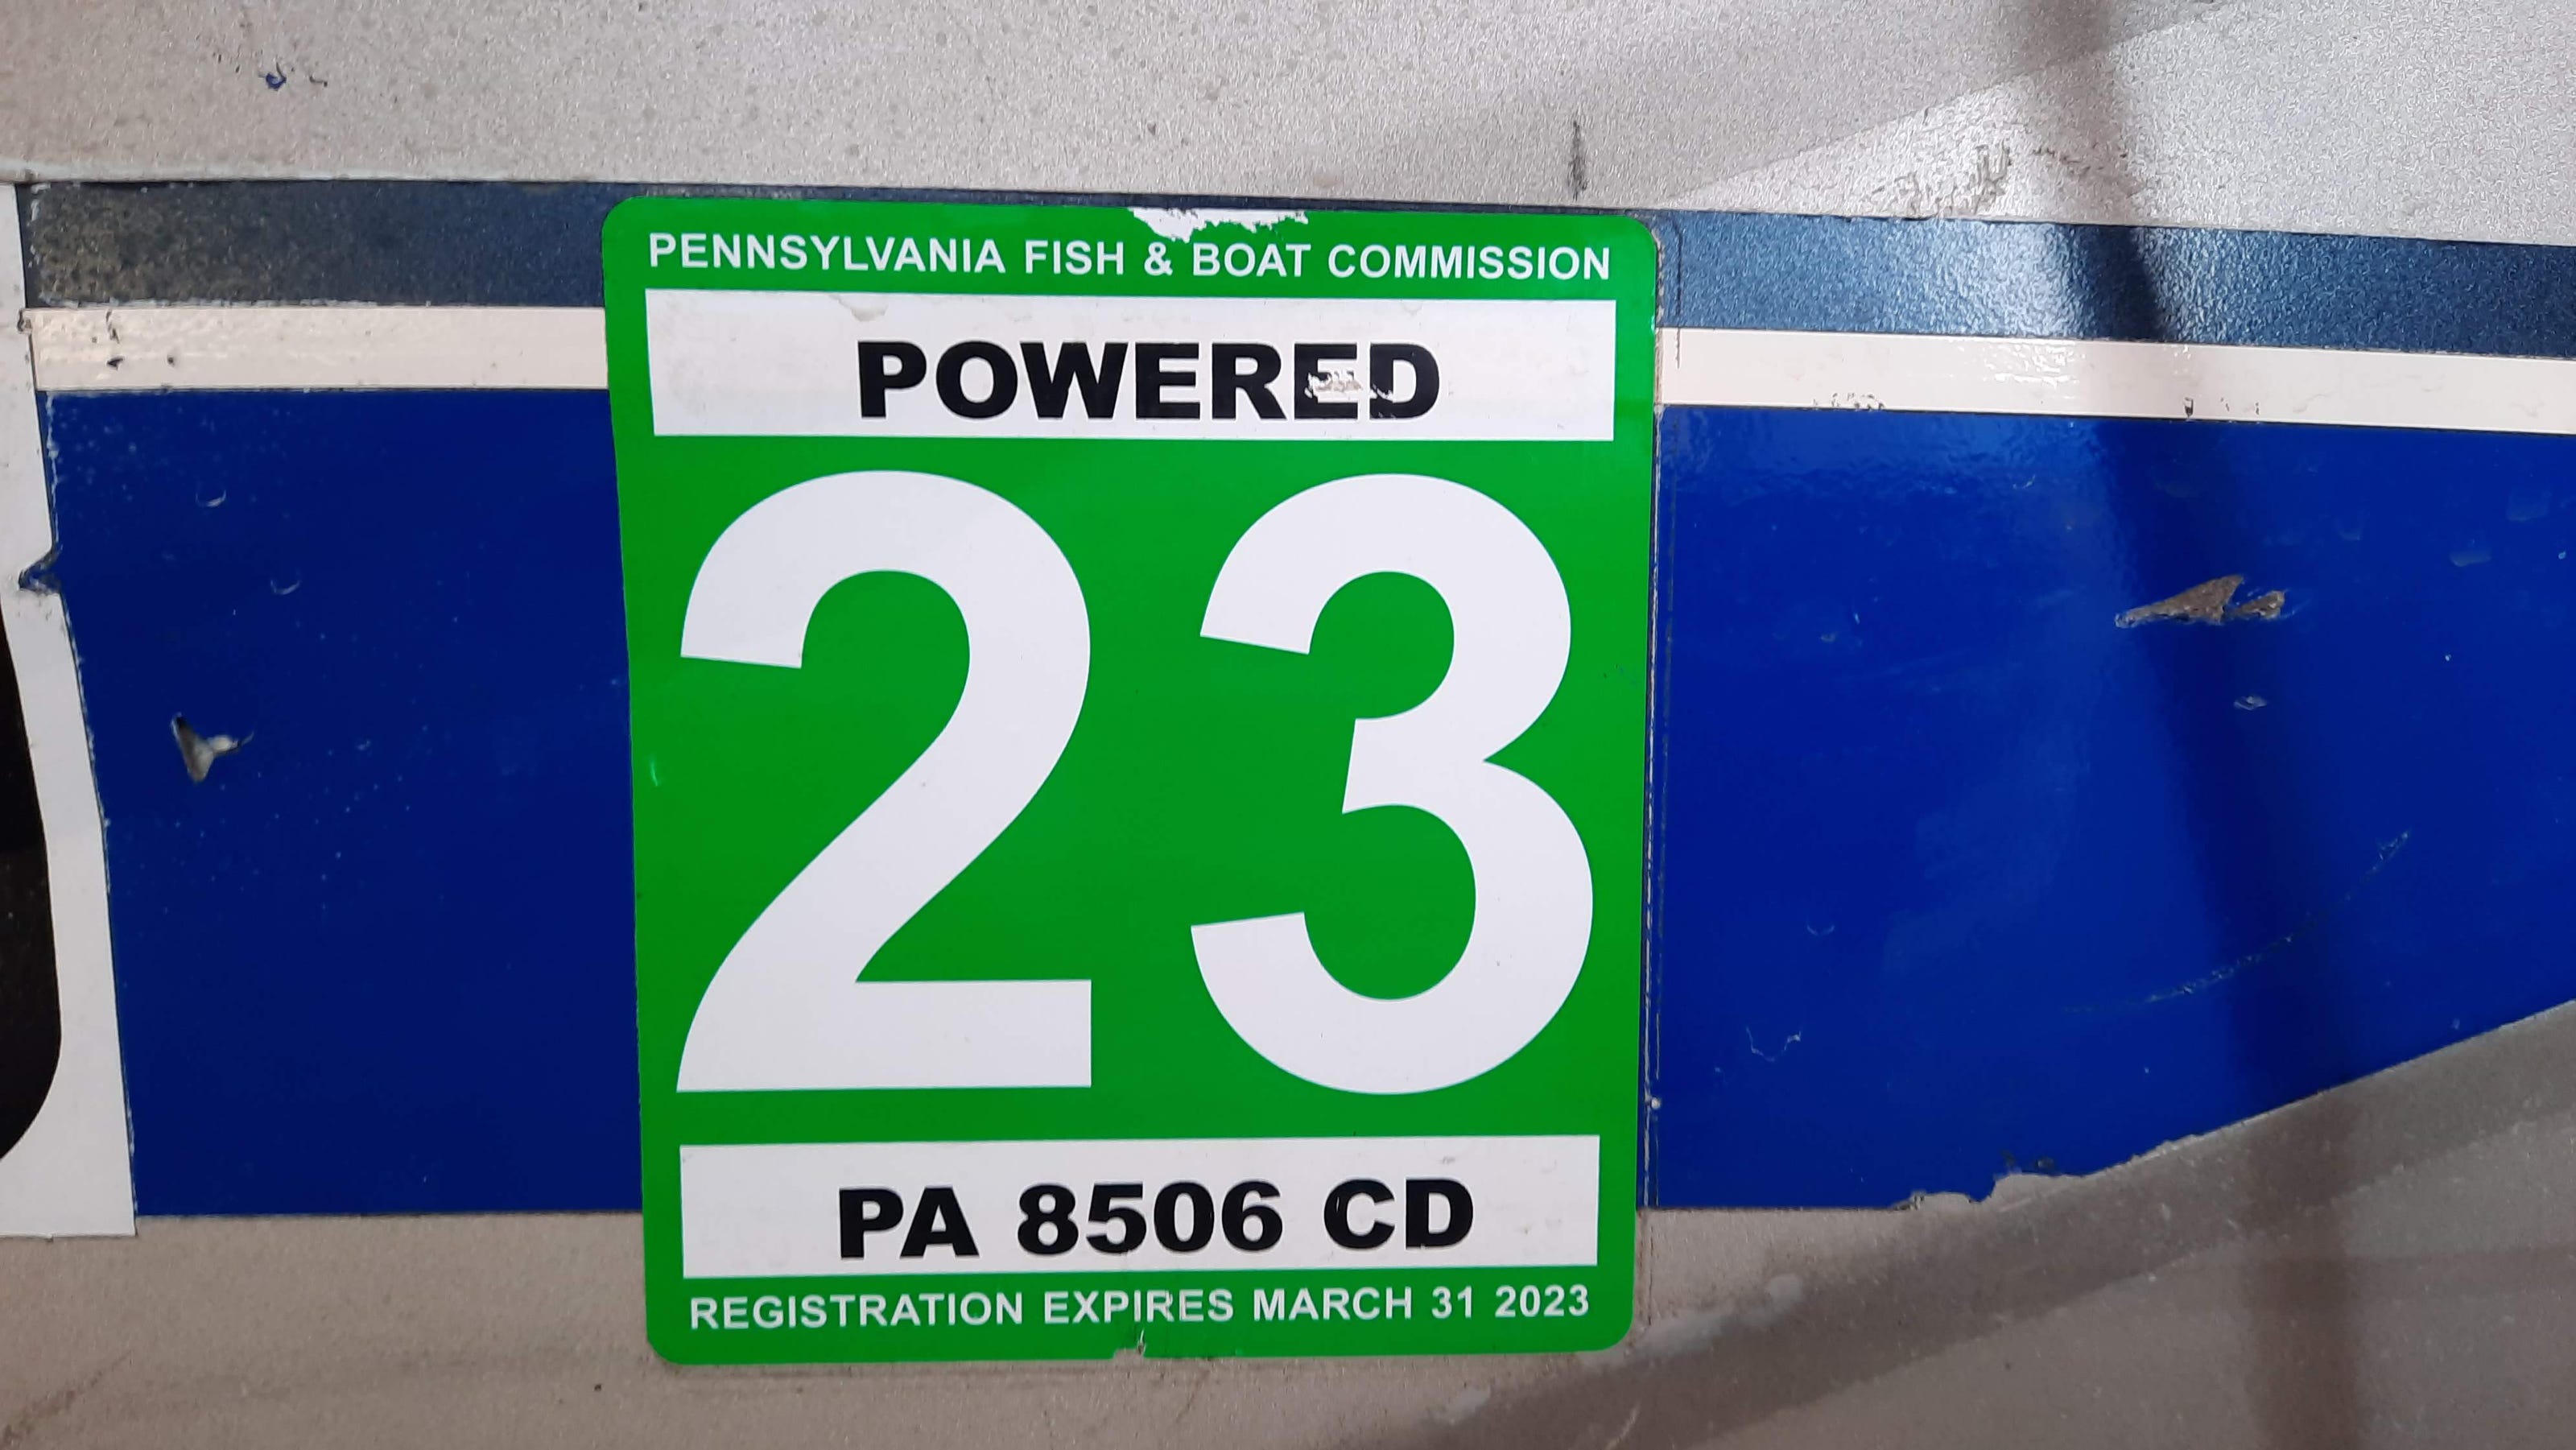 PENNSYLVANIA FISH & BOAT COMMISSION
POWERED
23
PA 8506 CD
REGISTRATION EXPIRES MARCH 31 2023